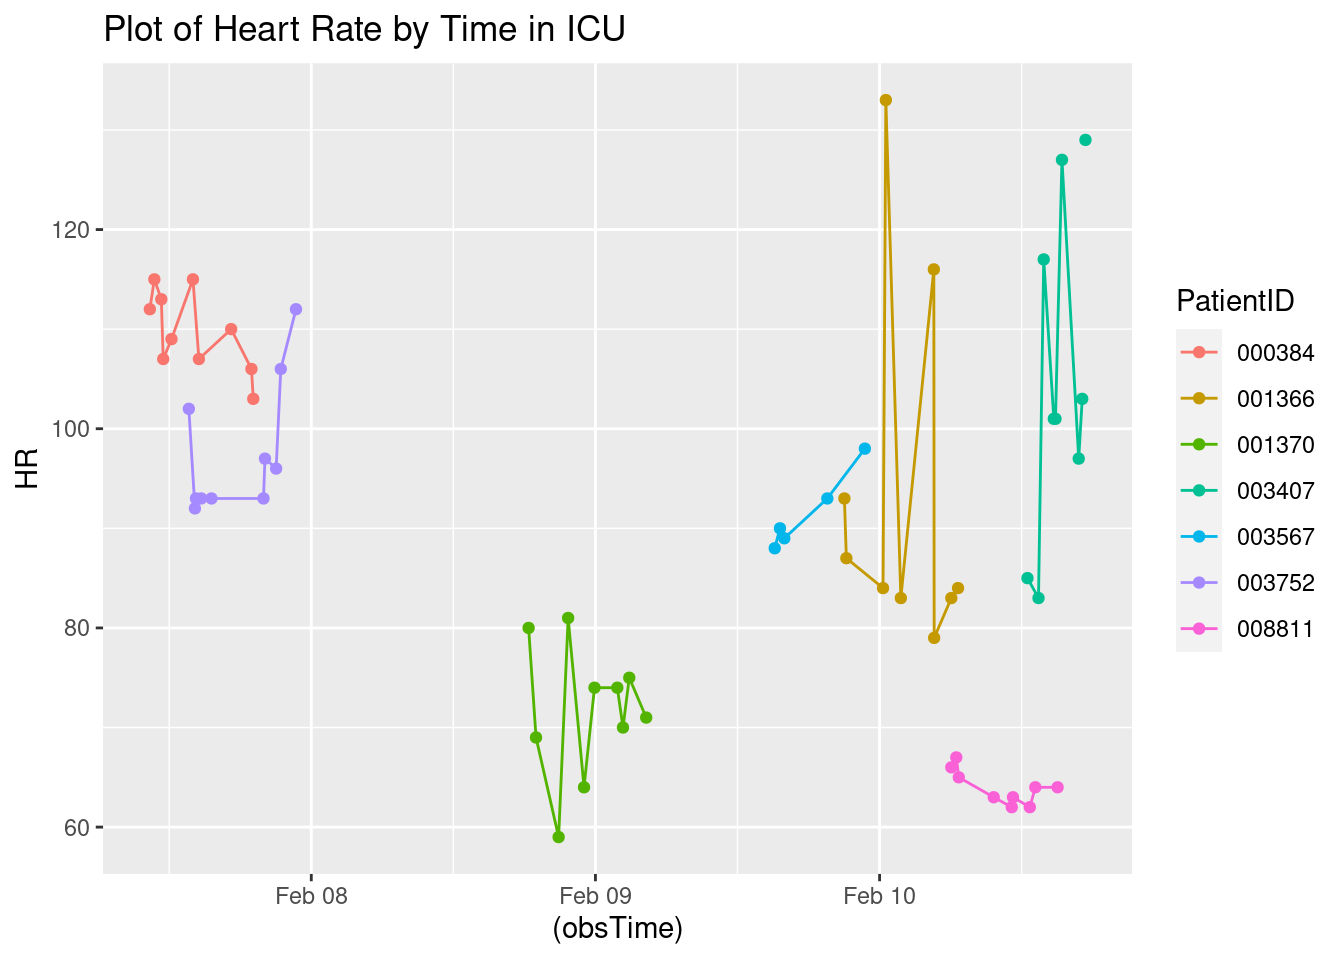 Plot of Heart Rate by Time in ICU
HR
120
100
80
60
Feb 08
Feb 09
Feb 10
(obsTime)
PatientID
000384
001366
001370
003407
003567
003752
008811